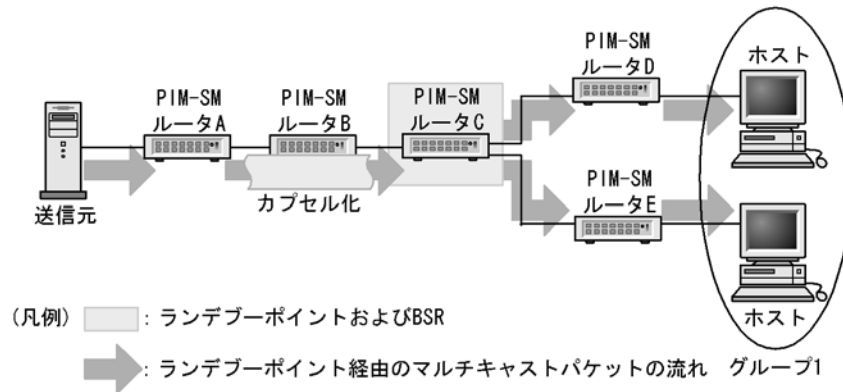 PIM-SM
ルータD
ホスト
PIM-SM
ルータA
PIM-SM
ルータB
PIM-SM
ルータC
送信元
カプセル化
PIM-SM
ルータE
ホスト
(凡例)
: ランデブーポイントおよびBSR
: ランデブーポイント経由のマルチキャストパケットの流れ
グループ1